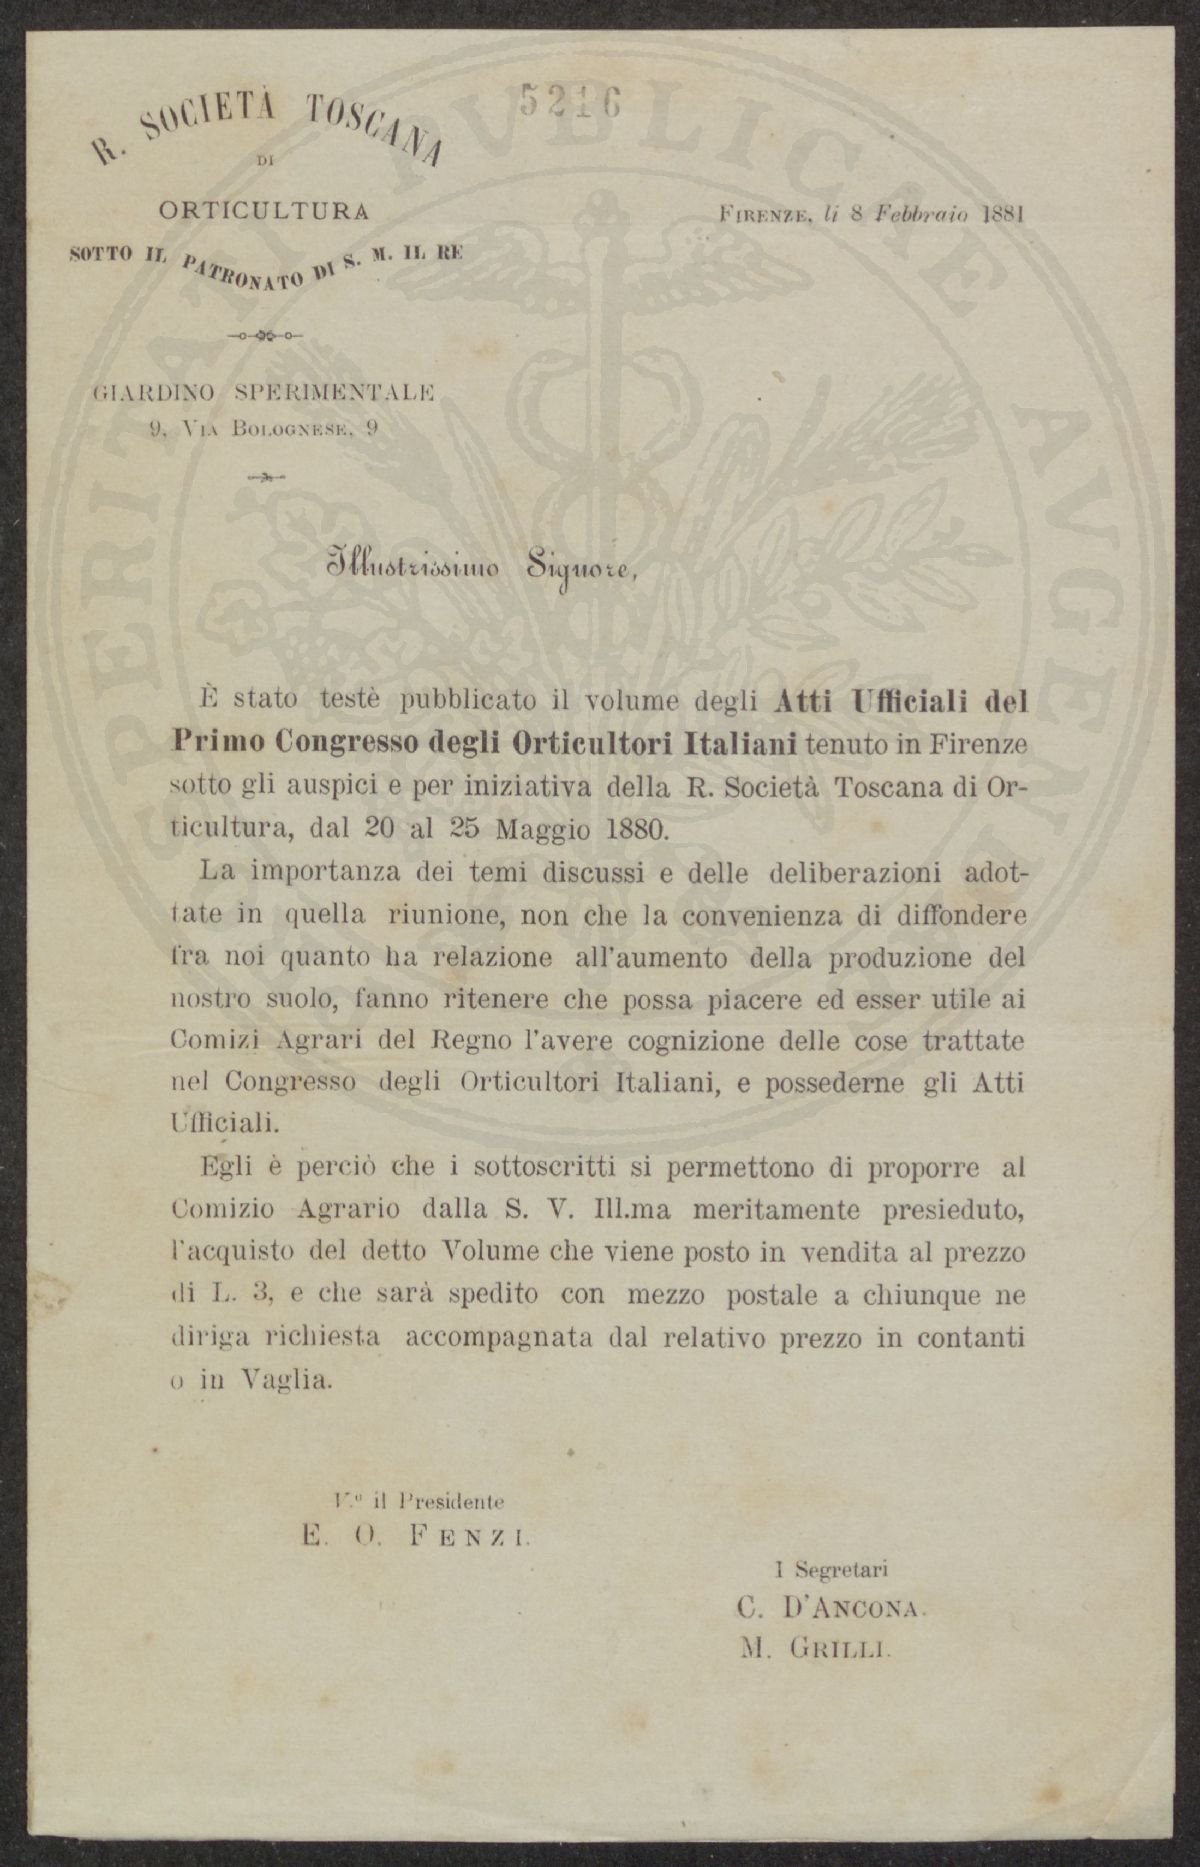 5216
R. SOCIETÀ TOSCANA
DI
ORTICULTURA
SOTTO IL PATRONATO DI S. M. IL RE
GIARDINO SPERIMENTALE
9, VIA BOLOGNESE, 9
FIRENZE, li 8 Febbraio 1881
Illustrissimo Signore,
È stato testè pubblicato il volume degli Atti Ufficiali del
Primo Congresso degli Orticultori Italiani tenuto in Firenze
sotto gli auspici e per iniziativa della R. Società Toscana di Or-
ticultura, dal 20 al 25 Maggio 1880.
La importanza dei temi discussi e delle deliberazioni adot-
tate in quella riunione, non che la convenienza di diffondere
fra noi quanto ha relazione all'aumento della produzione del
nostro suolo, fanno ritenere che possa piacere ed esser utile ai
Comizi Agrari del Regno l'avere cognizione delle cose trattate
nel Congresso degli Orticultori Italiani, e possederne gli Atti
Ufficiali.
Egli è perciò che i sottoscritti si permettono di proporre al
Comizio Agrario dalla S. V. Ill.ma meritamente presieduto,
l'acquisto del detto Volume che viene posto in vendita al prezzo
di L. 3, e che sarà spedito con mezzo postale a chiunque ne
diriga richiesta accompagnata dal relativo prezzo in contanti
o in Vaglia.
V.º il Presidente
E. O. FENZI.
I Segretari
C. D'ANCONA.
M. GRILLI.
PROSPERITATI PVBLICAE AVGENDAE